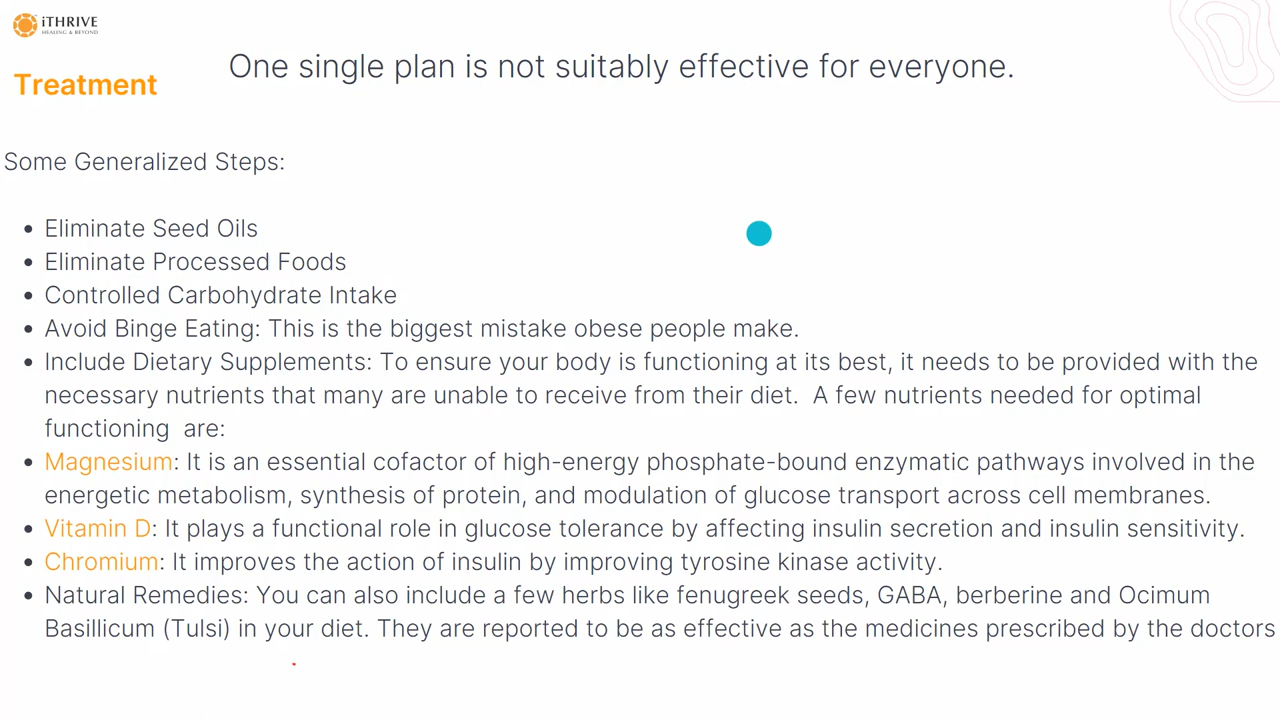 iTHRIVE
HEALING & BEYOND
One single plan is not suitably effective for everyone.
Treatment
Some Generalized Steps:
• Eliminate Seed Oils
• Eliminate Processed Foods
• Controlled Carbohydrate Intake
• Avoid Binge Eating: This is the biggest mistake obese people make.
• Include Dietary Supplements: To ensure your body is functioning at its best, it needs to be provided with the
necessary nutrients that many are unable to receive from their diet.  A few nutrients needed for optimal
functioning  are:
• Magnesium: It is an essential cofactor of high-energy phosphate-bound enzymatic pathways involved in the
energetic metabolism, synthesis of protein, and modulation of glucose transport across cell membranes.
• Vitamin D: It plays a functional role in glucose tolerance by affecting insulin secretion and insulin sensitivity.
• Chromium: It improves the action of insulin by improving tyrosine kinase activity.
• Natural Remedies: You can also include a few herbs like fenugreek seeds, GABA, berberine and Ocimum
Basillicum (Tulsi) in your diet. They are reported to be as effective as the medicines prescribed by the doctors